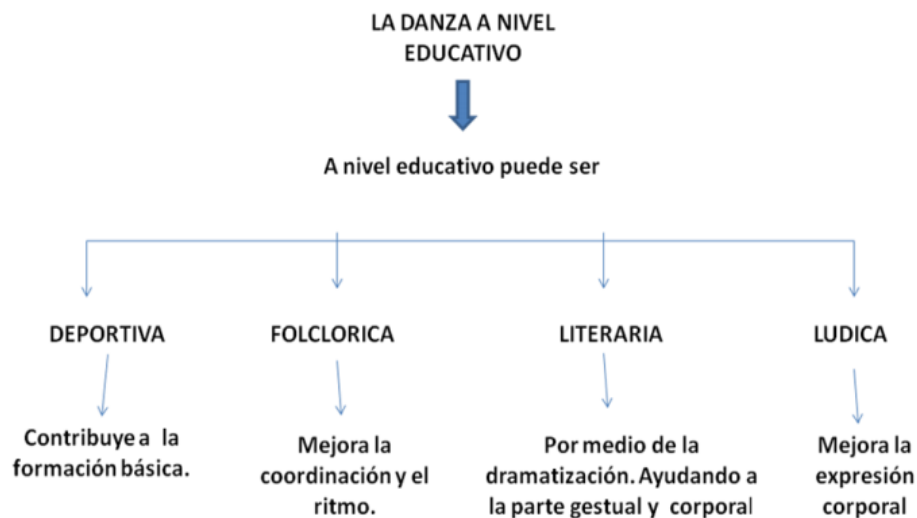 LA DANZA A NIVEL
EDUCATIVO
A nivel educativo puede ser
DEPORTIVA
FOLCLORICA
LITERARIA
LUDICA
Contribuye a la
formación básica.
Mejora la
coordinación y el
ritmo.
Por medio de la
dramatización. Ayudando a
la parte gestual y corporal
Mejora la
expresión
corporal